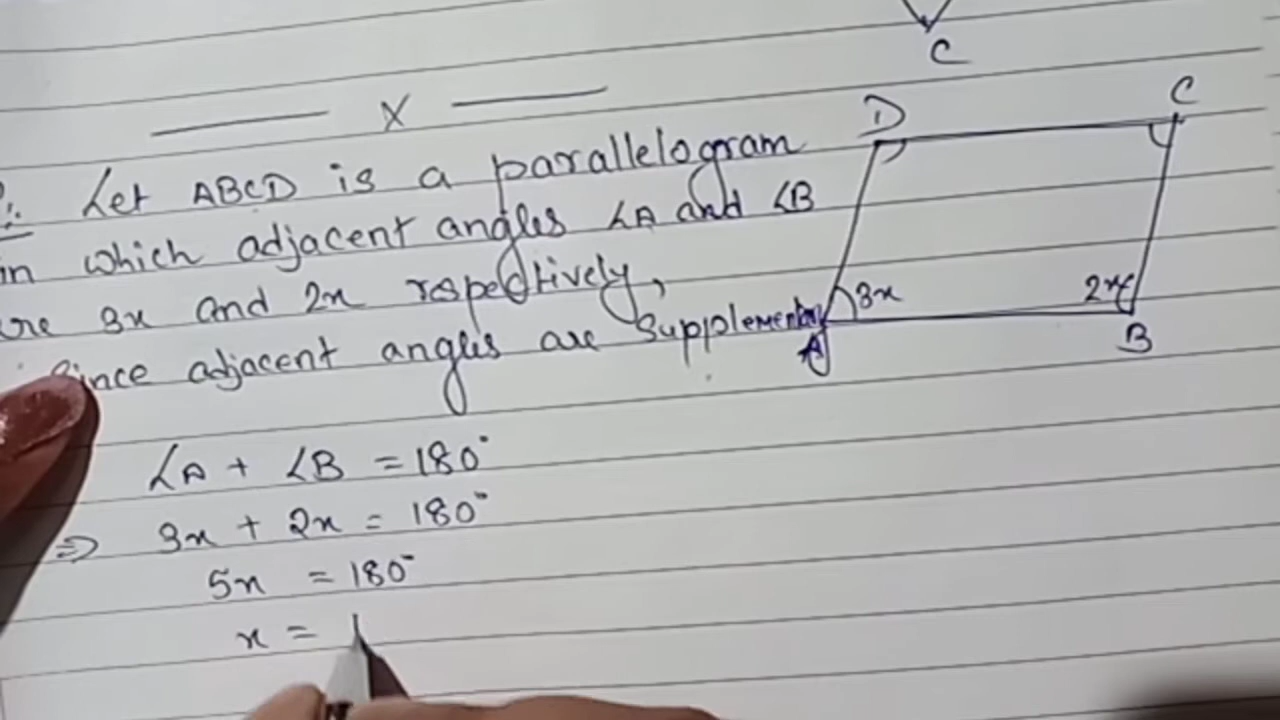 C
X
Let ABCD is a parallelogram
in which adjacent angles ∠A and ∠B
are 3x and 2x respectively,
Since adjacent angles are Supplementary
∠A + ∠B = 180°
⇒ 3x + 2x = 180°
5x = 180°
x = 1
D
C
3x
2x
A
B